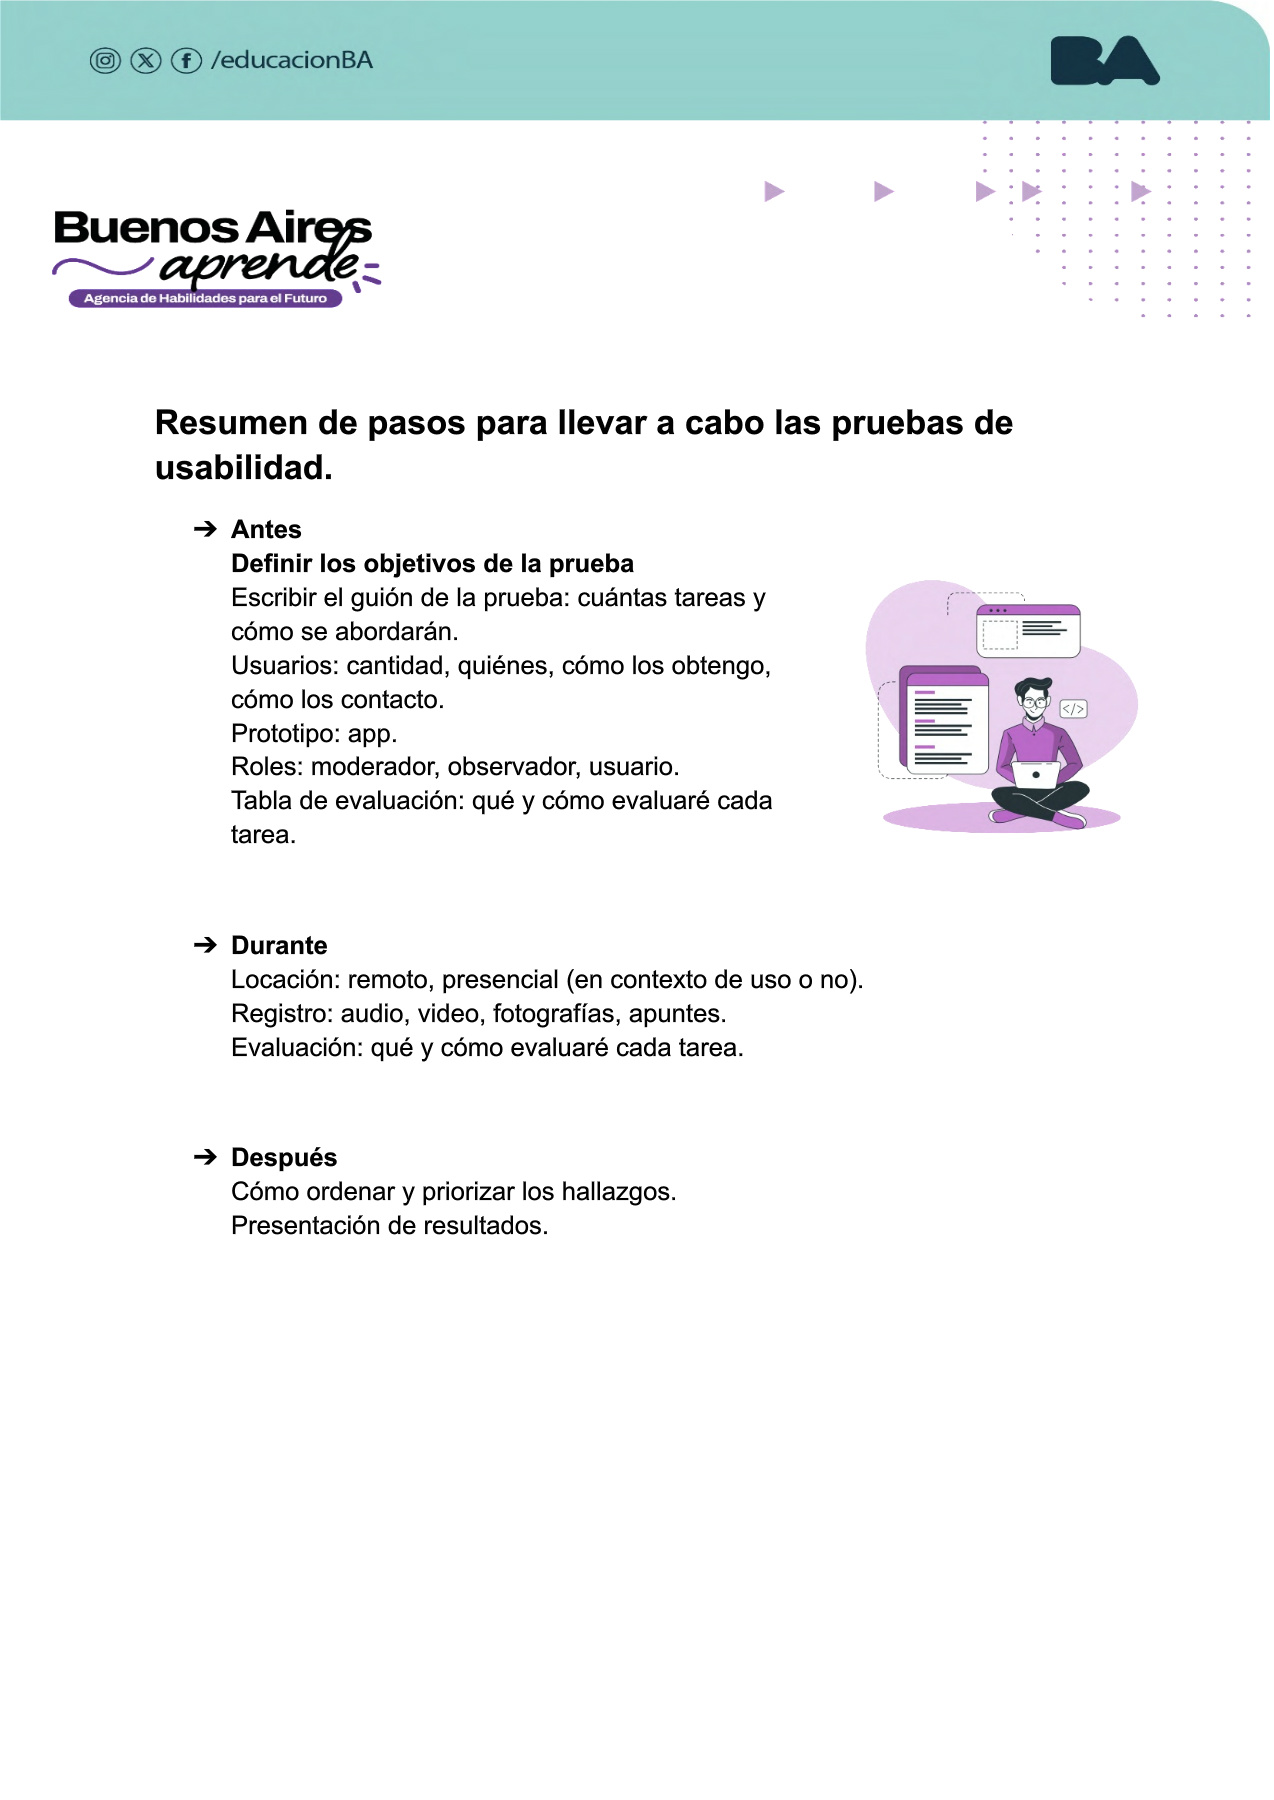 /educacionBA
BA
Buenos Aires
aprende
Agencia de Habilidades para el Futuro
Resumen de pasos para llevar a cabo las pruebas de
usabilidad.
➔ Antes
Definir los objetivos de la prueba
Escribir el guión de la prueba: cuántas tareas y
cómo se abordarán.
Usuarios: cantidad, quiénes, cómo los obtengo,
cómo los contacto.
Prototipo: app.
Roles: moderador, observador, usuario.
Tabla de evaluación: qué y cómo evaluaré cada
tarea.
</>
➔ Durante
Locación: remoto, presencial (en contexto de uso o no).
Registro: audio, video, fotografías, apuntes.
Evaluación: qué y cómo evaluaré cada tarea.
➔ Después
Cómo ordenar y priorizar los hallazgos.
Presentación de resultados.